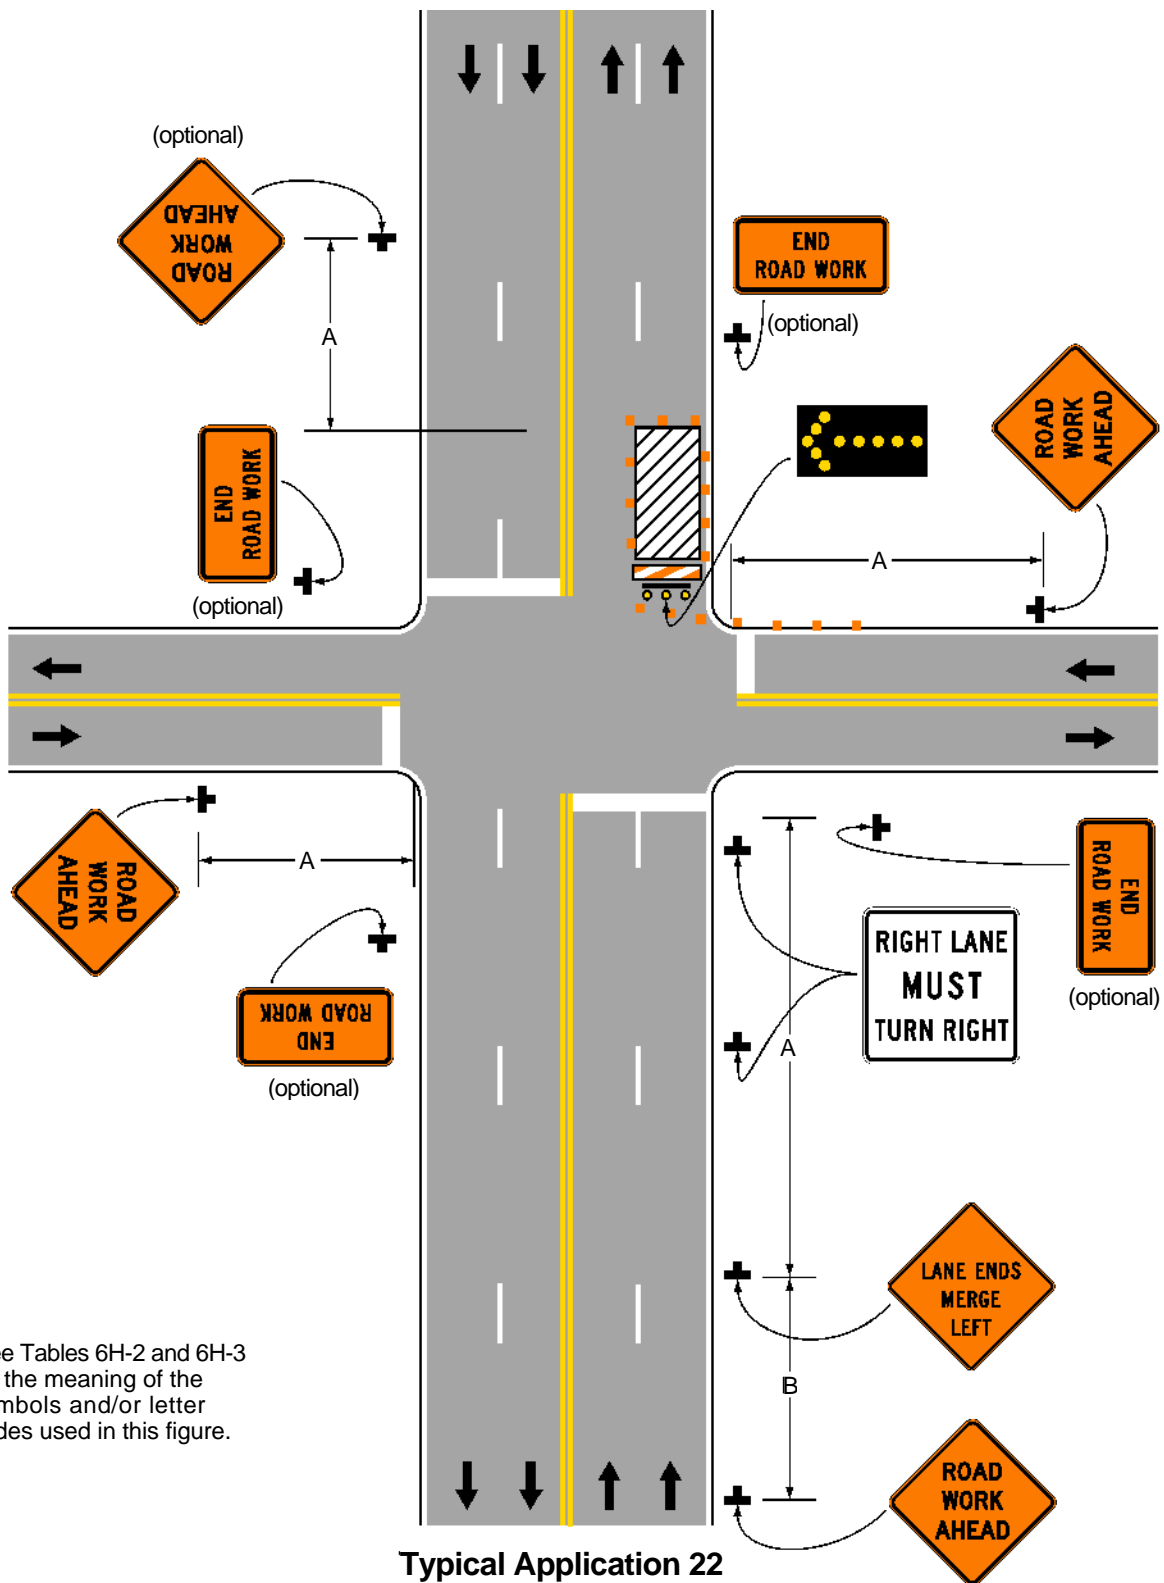 (optional)
ROAD
WORK
AHEAD
END
ROAD WORK
(optional)
A
ROAD
WORK
AHEAD
END
ROAD WORK
(optional)
A
ROAD
WORK
AHEAD
A
END
ROAD WORK
(optional)
RIGHT LANE
MUST
TURN RIGHT
END
ROAD WORK
(optional)
A
LANE ENDS
MERGE
LEFT
ee Tables 6H-2 and 6H-3
the meaning of the
mbols and/or letter
des used in this figure.
B
ROAD
WORK
AHEAD
Typical Application 22